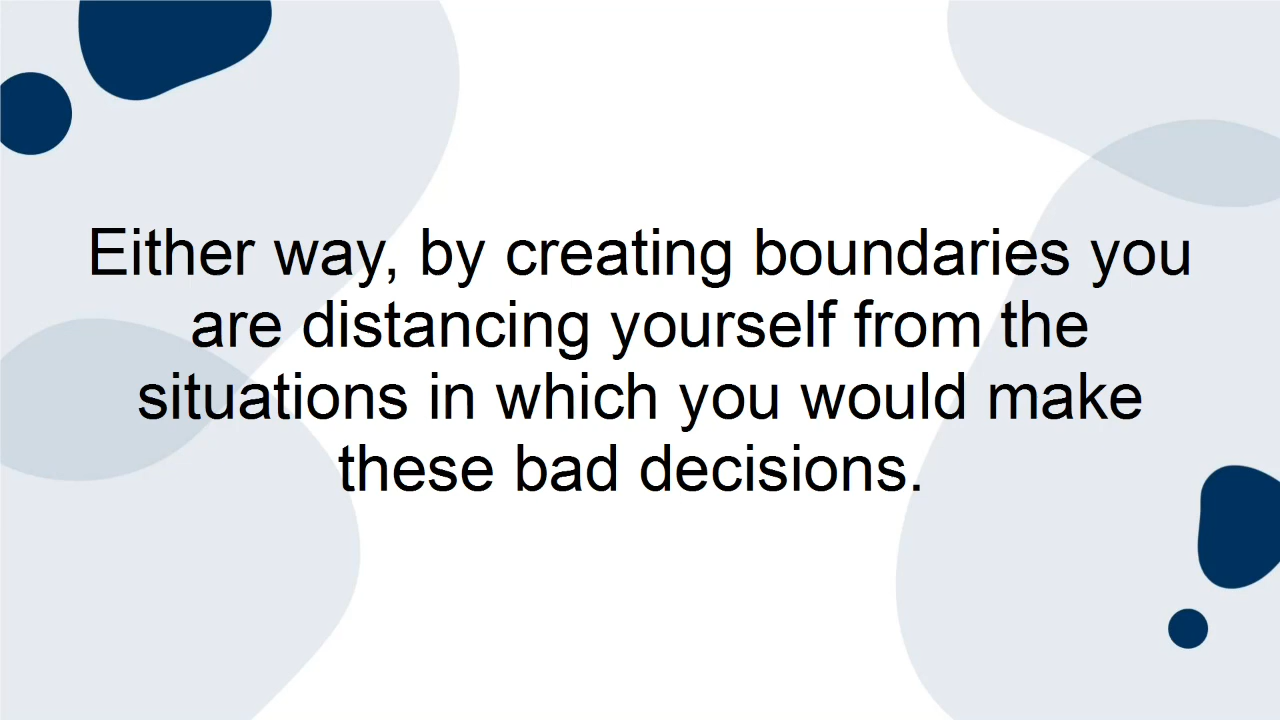 Either way, by creating boundaries you
are distancing yourself from the
situations in which you would make
these bad decisions.